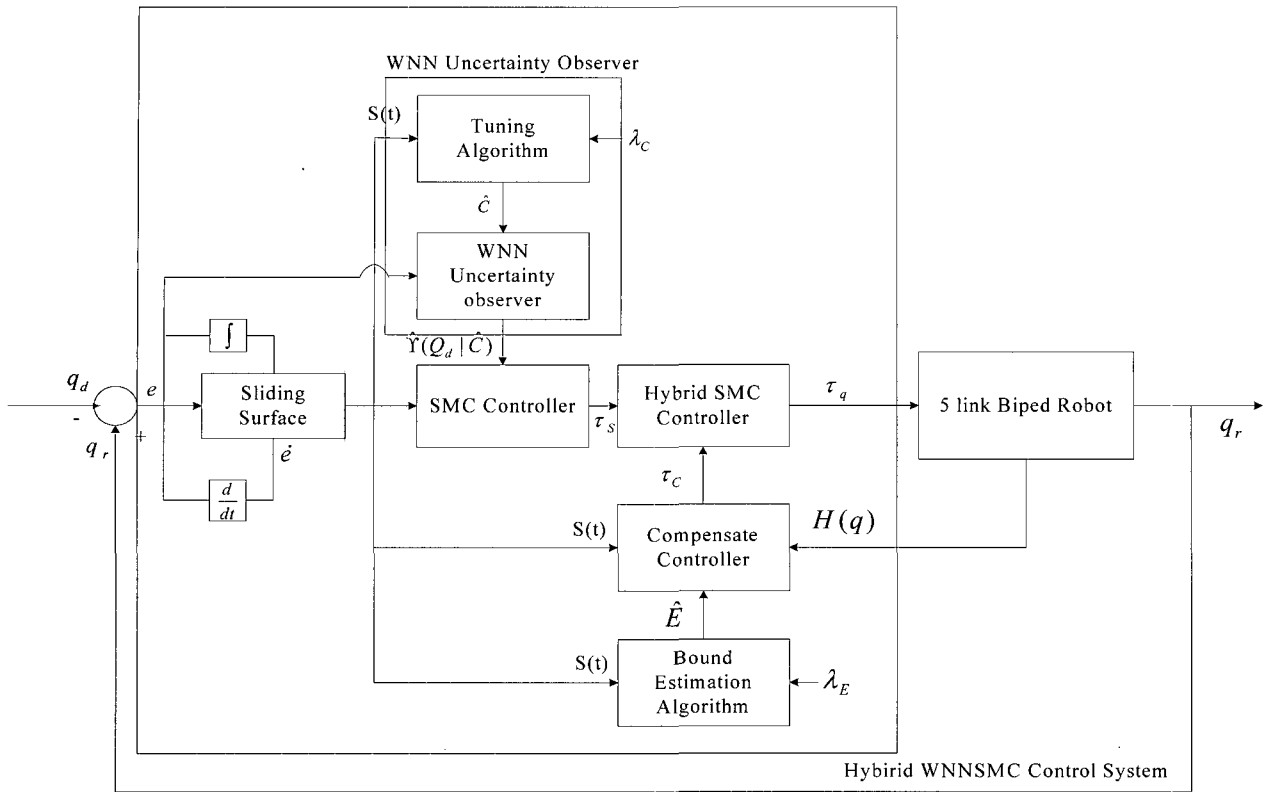 WNN Uncertainty Observer
S(t)
Tuning
Algorithm
λ_C
Ĉ
WNN
Uncertainty
observer
∫
Υ̂(Q_d | Ĉ)
q_d
e
-
q_r
+
Sliding
Surface
ė
d/dt
SMC Controller
τ_S
Hybrid SMC
Controller
τ_q
5 link Biped Robot
q_r
τ_C
S(t)
Compensate
Controller
H(q)
Ê
S(t)
Bound
Estimation
Algorithm
λ_E
Hybirid WNNSMC Control System